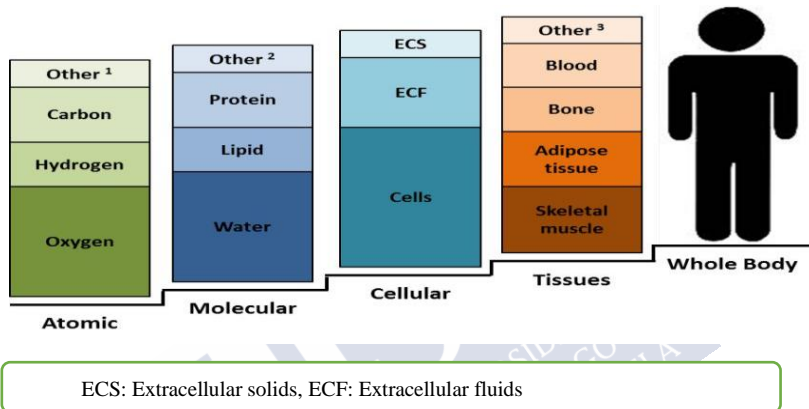 Other ¹
Carbon
Hydrogen
Oxygen
Atomic
Other ²
Protein
Lipid
Water
Molecular
ECS
ECF
Cells
Cellular
Other ³
Blood
Bone
Adipose
tissue
Skeletal
muscle
Tissues
Whole Body
ECS: Extracellular solids, ECF: Extracellular fluids